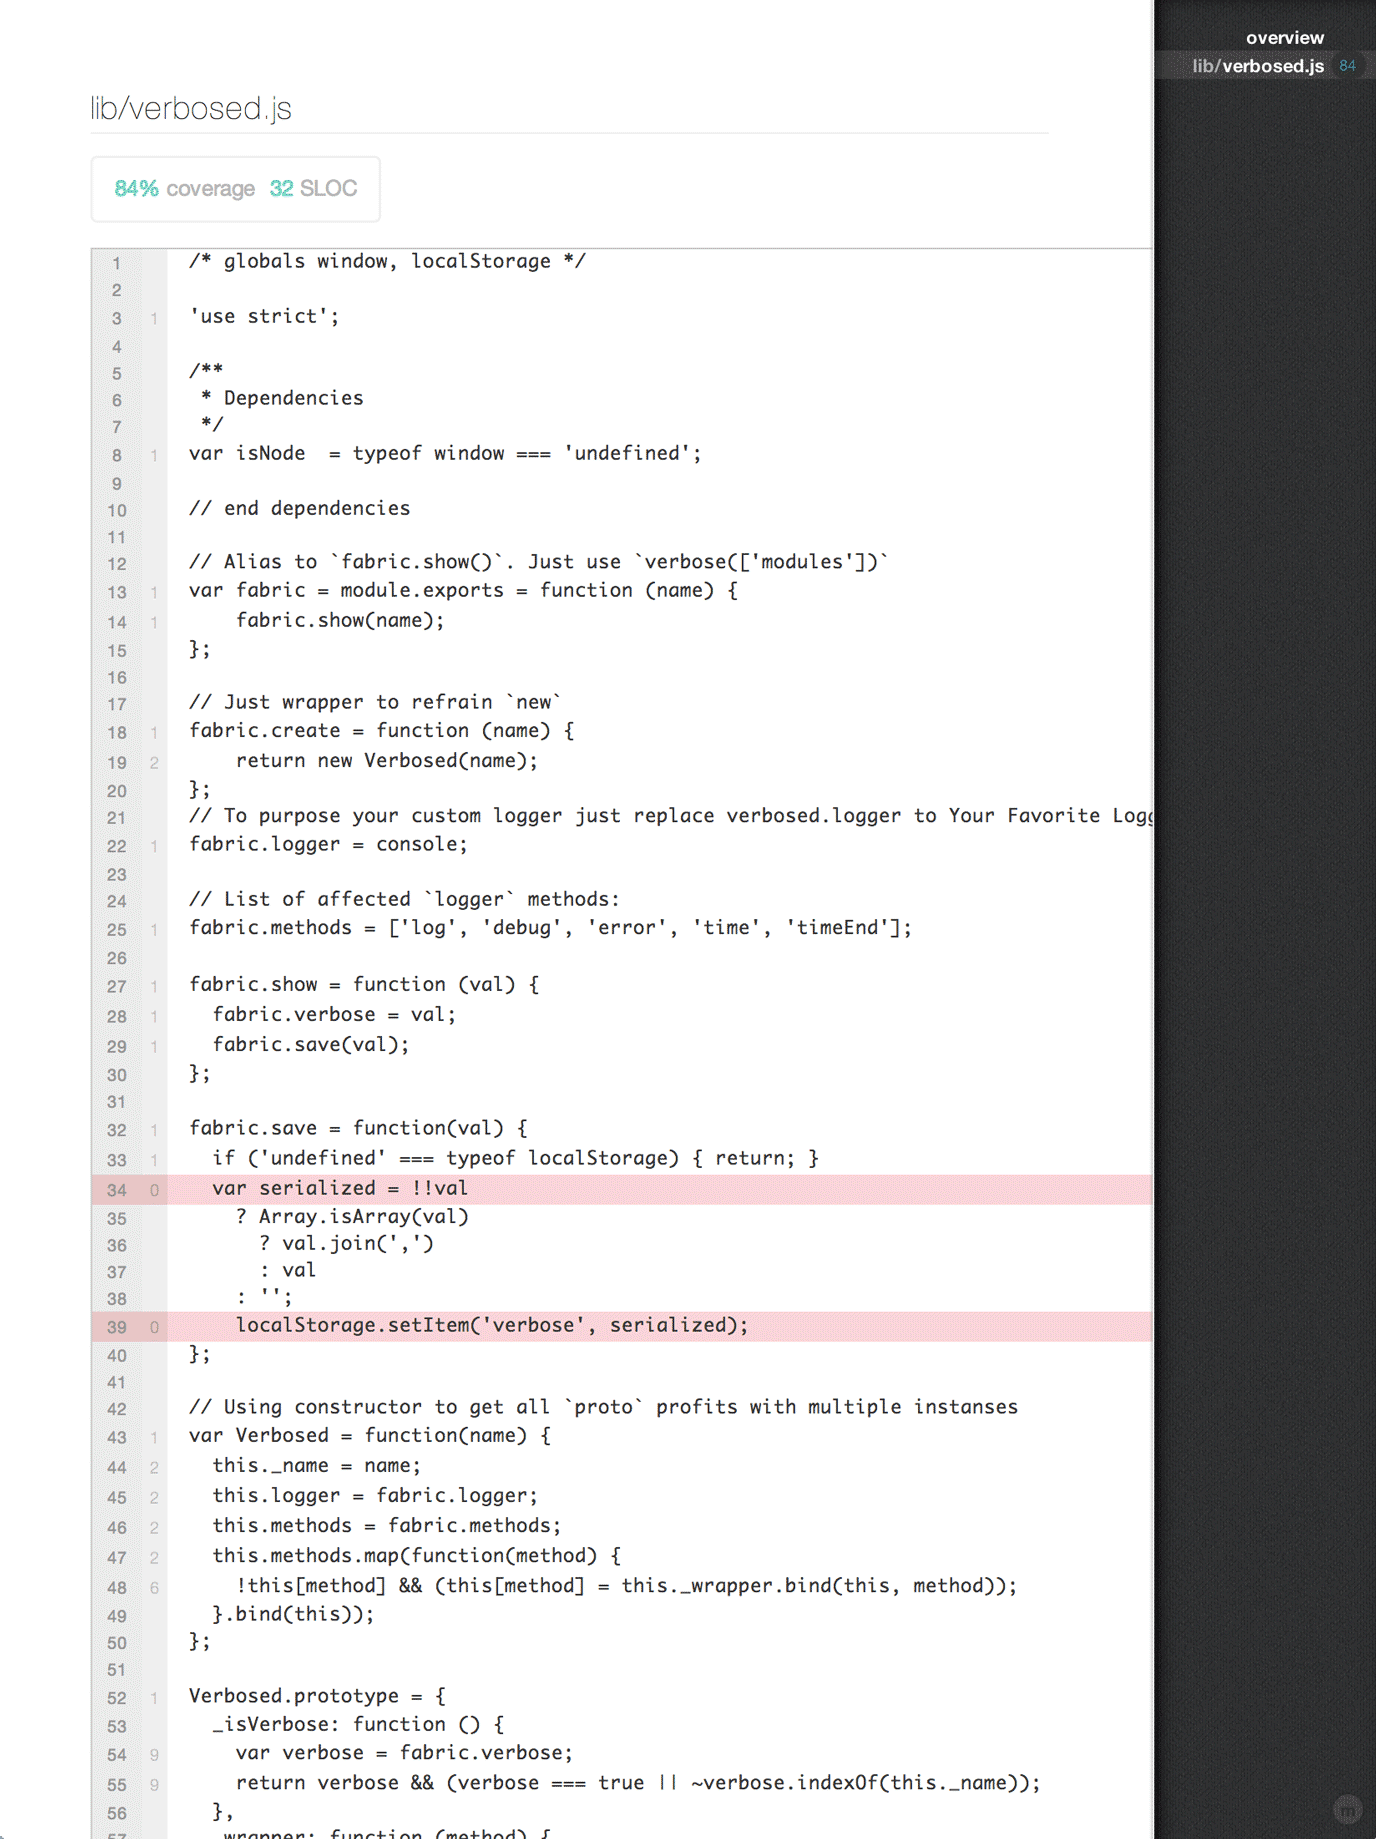 overview
lib/verbosed.js 84
lib/verbosed.js
84% coverage 32 SLOC
1 /* globals window, localStorage */
2
3 1 'use strict';
4
5 /**
6 * Dependencies
7 */
8 1 var isNode  = typeof window === 'undefined';
9
10 // end dependencies
11
12 // Alias to `fabric.show()`. Just use `verbose(['modules'])`
13 1 var fabric = module.exports = function (name) {
14 1 fabric.show(name);
15 };
16
17 // Just wrapper to refrain `new`
18 1 fabric.create = function (name) {
19 2 return new Verbosed(name);
20 };
21 // To purpose your custom logger just replace verbosed.logger to Your Favorite Logg
22 1 fabric.logger = console;
23
24 // List of affected `logger` methods:
25 1 fabric.methods = ['log', 'debug', 'error', 'time', 'timeEnd'];
26
27 1 fabric.show = function (val) {
28 1 fabric.verbose = val;
29 1 fabric.save(val);
30 };
31
32 1 fabric.save = function(val) {
33 1 if ('undefined' === typeof localStorage) { return; }
34 0 var serialized = !!val
35 ? Array.isArray(val)
36 ? val.join(',')
37 : val
38 : '';
39 0 localStorage.setItem('verbose', serialized);
40 };
41
42 // Using constructor to get all `proto` profits with multiple instanses
43 1 var Verbosed = function(name) {
44 2 this._name = name;
45 2 this.logger = fabric.logger;
46 2 this.methods = fabric.methods;
47 2 this.methods.map(function(method) {
48 6 !this[method] && (this[method] = this._wrapper.bind(this, method));
49 }.bind(this));
50 };
51
52 1 Verbosed.prototype = {
53 _isVerbose: function () {
54 9 var verbose = fabric.verbose;
55 9 return verbose && (verbose === true || ~verbose.indexOf(this._name));
56 },
57 _wrapper: function (method) {
m